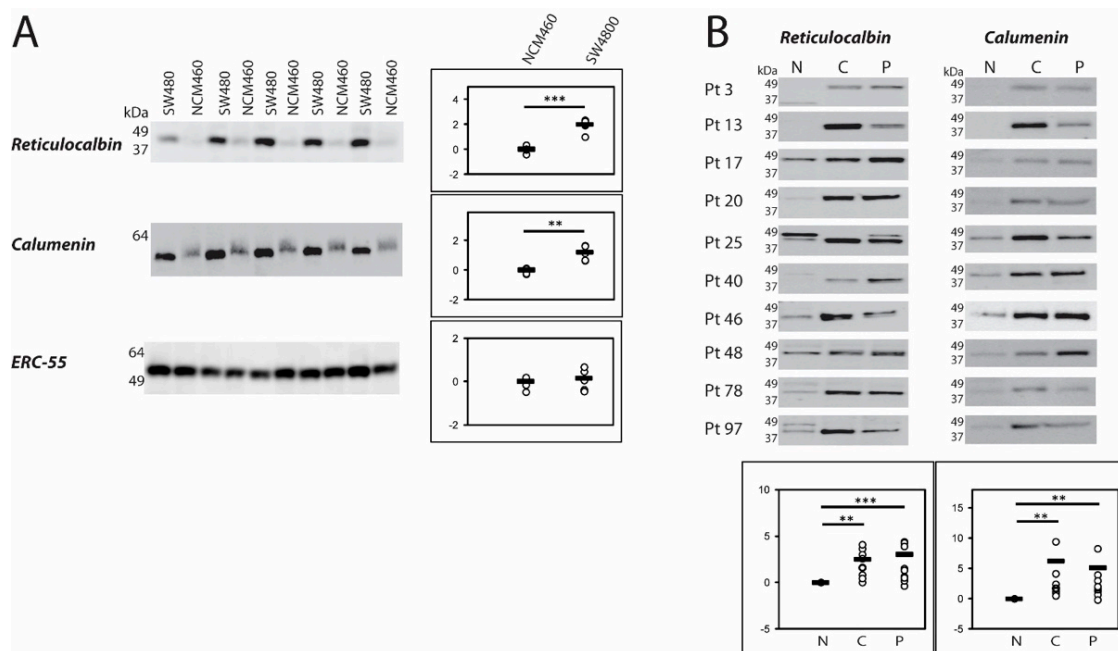 A
SW480
NCM460
SW480
NCM460
SW480
NCM460
SW480
NCM460
SW480
NCM460
kDa
Reticulocalbin
49
37
Calumenin
64
ERC-55
64
49
NCM460
SW4800
4
2
0
-2
***
4
2
0
-2
**
2
0
-2
B
Reticulocalbin Calumenin
kDa N C P kDa N C P
Pt 3 49 49
37 37
Pt 13 49 49
37 37
Pt 17 49 49
37 37
Pt 20 49 49
37 37
Pt 25 49 49
37 37
Pt 40 49 49
37 37
Pt 46 49 49
37 37
Pt 48 49 49
37 37
Pt 78 49 49
37 37
Pt 97 49 49
37 37
10
5
0
-5
***
**
N C P
15
10
5
0
-5
**
**
N C P